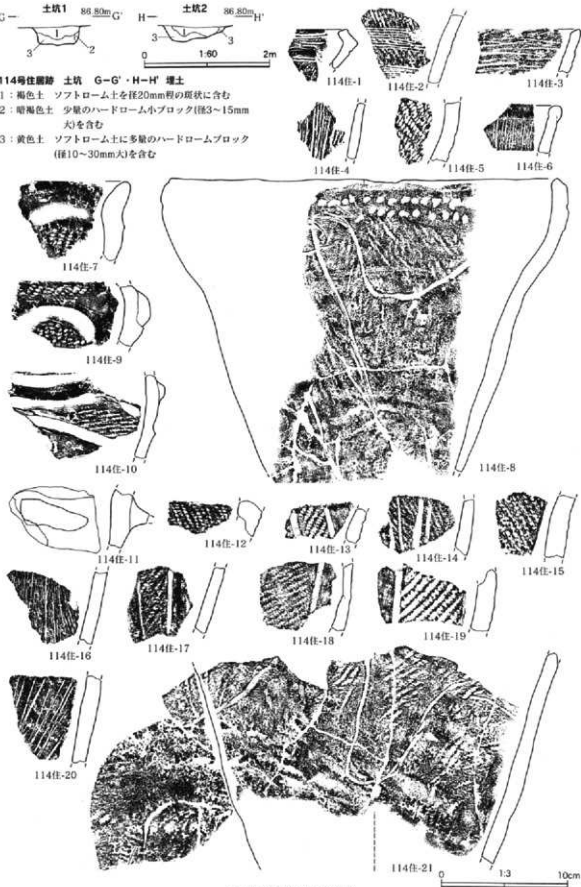 土坑1
土坑2
G— 86.80m G'
H— 86.80m H'
3 2
3
0 1:60 2m
114号住居跡 土坑 G-G'・H-H' 埋土
1：褐色土 ソフトローム土を径20mm程の斑状に含む
2：暗褐色土 少量のハードローム小ブロック(径3〜15mm
大)を含む
3：黄色土 ソフトローム土に多量のハードロームブロック
(径10〜30mm大)を含む
114住-1
114住-2
114住-3
114住-4
114住-5
114住-6
114住-7
114住-9
114住-10
114住-8
114住-11
114住-12
114住-13
114住-14
114住-15
114住-16
114住-17
114住-18
114住-19
114住-20
114住-21
0 1:3 10cm